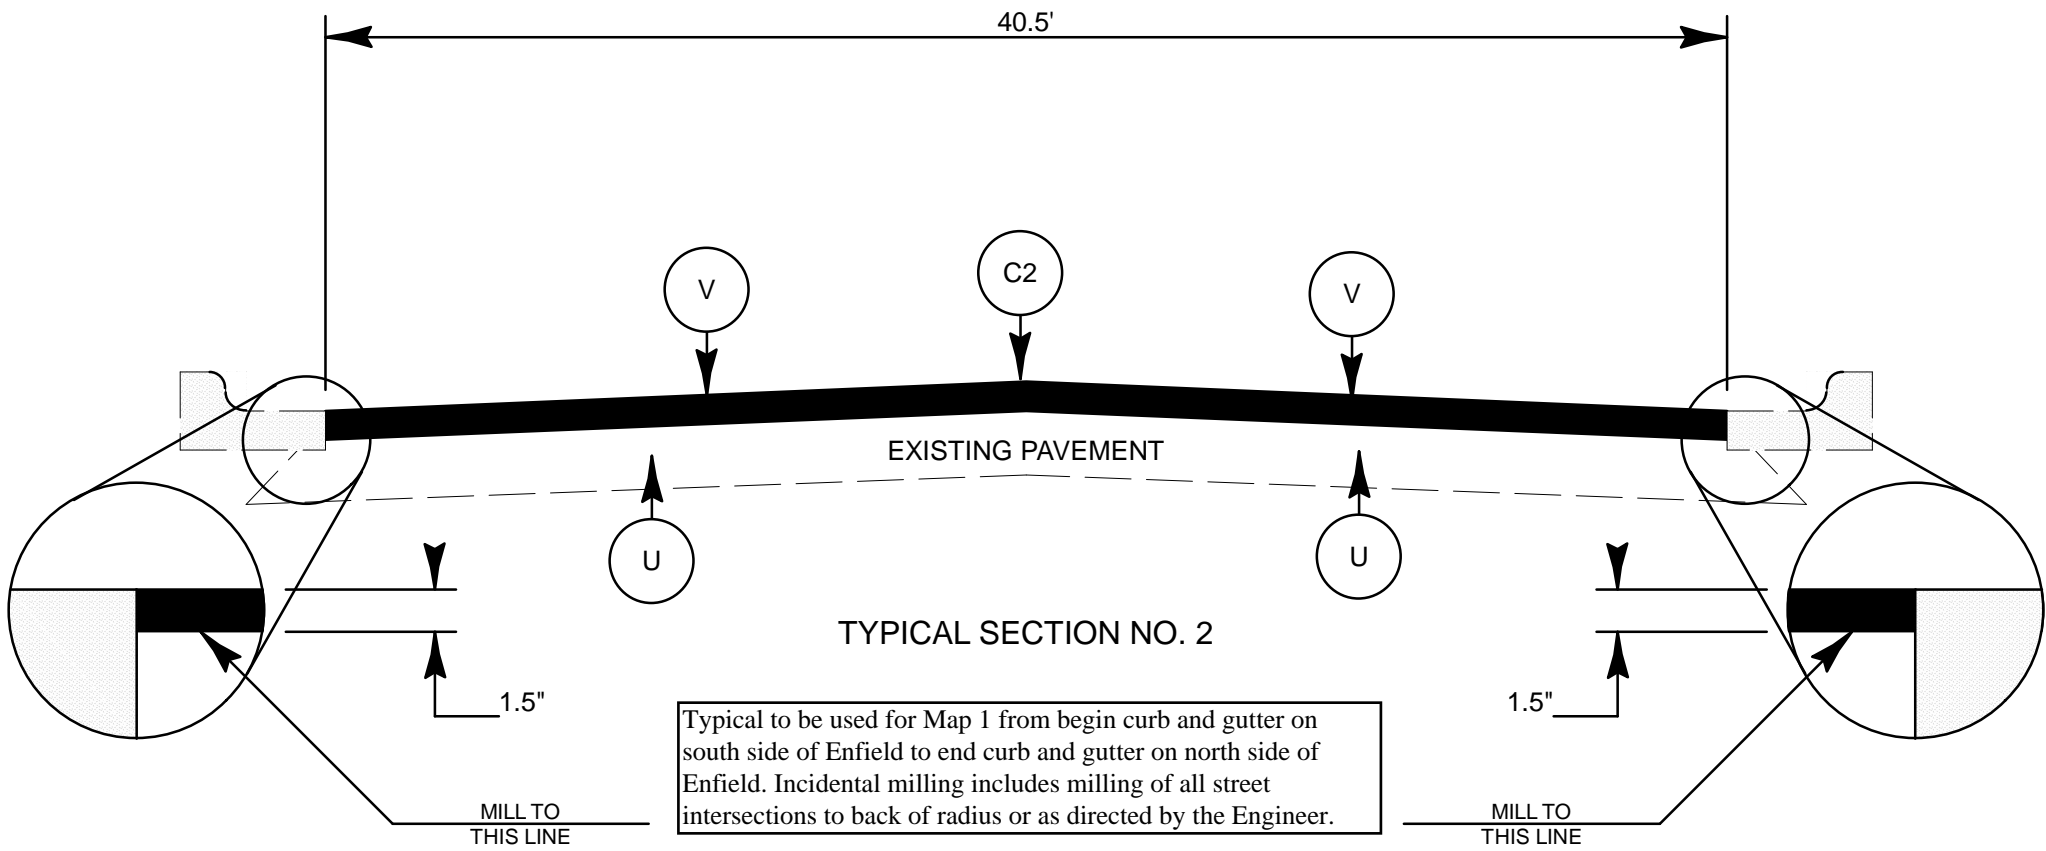 40.5'
V
C2
V
EXISTING PAVEMENT
U
U
TYPICAL SECTION NO. 2
1.5"
1.5"
Typical to be used for Map 1 from begin curb and gutter on
south side of Enfield to end curb and gutter on north side of
Enfield. Incidental milling includes milling of all street
intersections to back of radius or as directed by the Engineer.
MILL TO
THIS LINE
MILL TO
THIS LINE